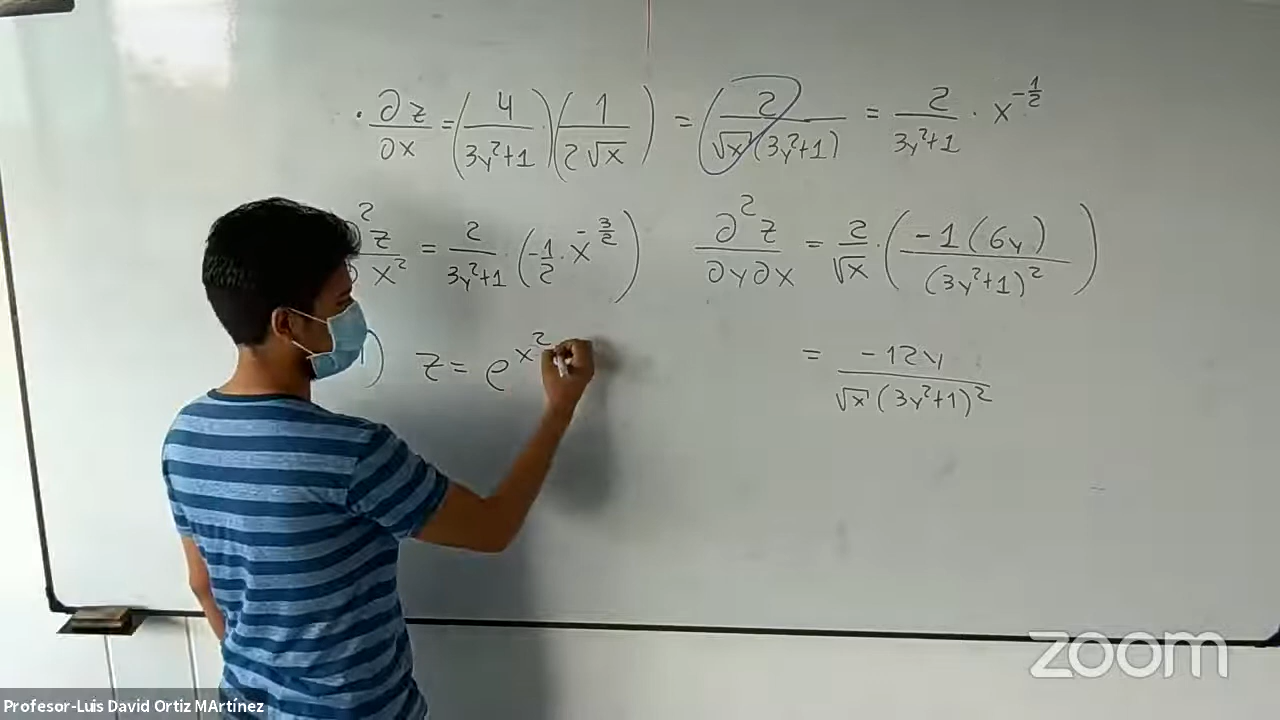 · ∂z/∂x = (4/(3y²+1))(1/(2√x)) = (2/(√x(3y²+1))) = 2/(3y²+1) · x^(-1/2)
∂²z/∂x² = 2/(3y²+1) · (-1/2 · x^(-3/2)) ∂²z/∂y∂x = 2/√x · (-1(6y)/(3y²+1)²)
) z = e^(x²
= -12y/(√x(3y²+1)²)
zoom
Profesor-Luis David Ortíz MArtínez